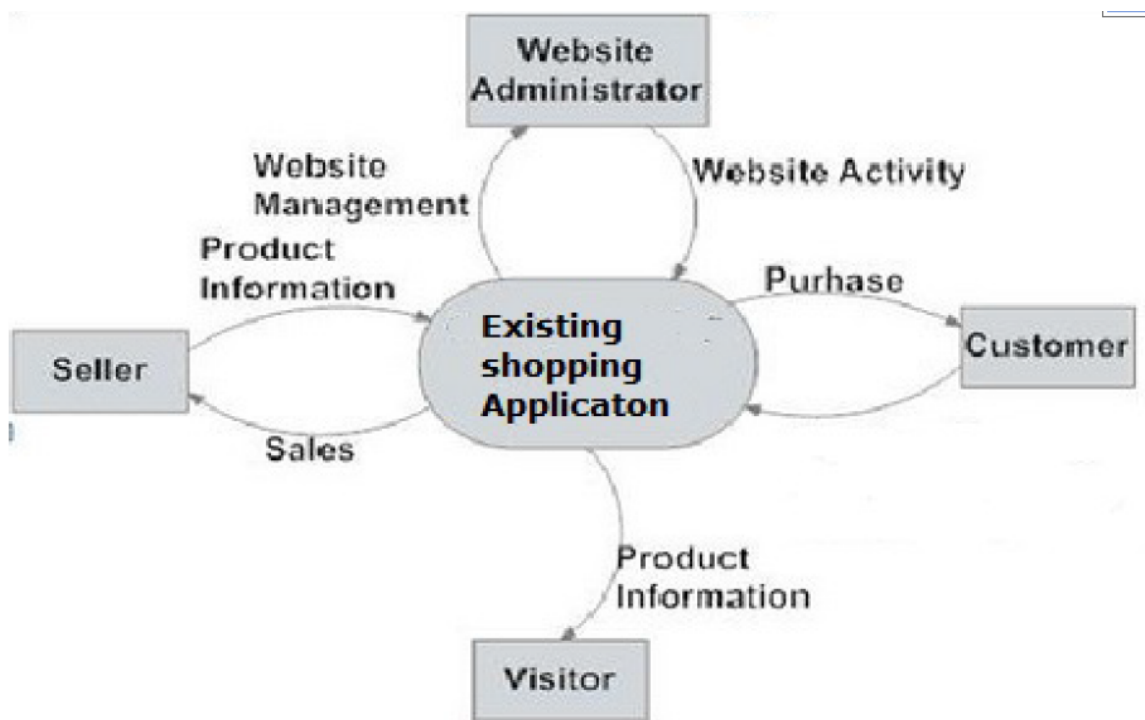 Website
Administrator
Website
Management
Website Activity
Product
Information
Purhase
Existing
shopping
Applicaton
Customer
Seller
Sales
Product
Information
Visitor